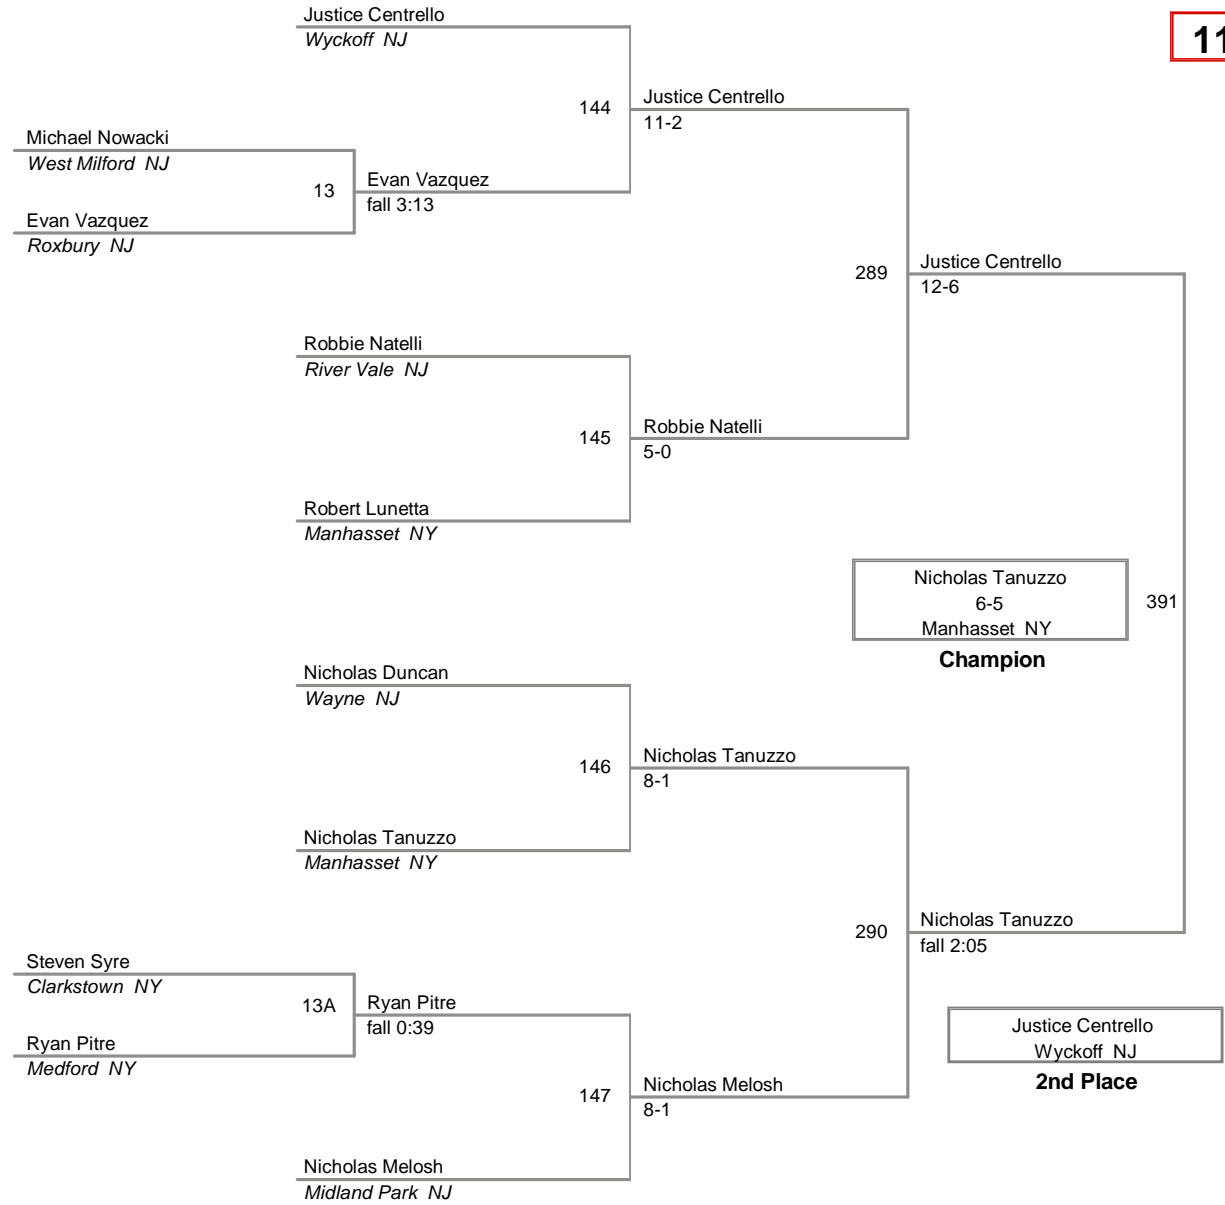 Justice Centrello
Wyckoff NJ
11
144
Justice Centrello
11-2
Michael Nowacki
West Milford NJ
13
Evan Vazquez
fall 3:13
Evan Vazquez
Roxbury NJ
289
Justice Centrello
12-6
Robbie Natelli
River Vale NJ
145
Robbie Natelli
5-0
Robert Lunetta
Manhasset NY
Nicholas Tanuzzo
6-5
Manhasset NY
391
Champion
Nicholas Duncan
Wayne NJ
146
Nicholas Tanuzzo
8-1
Nicholas Tanuzzo
Manhasset NY
290
Nicholas Tanuzzo
fall 2:05
Steven Syre
Clarkstown NY
13A
Ryan Pitre
fall 0:39
Ryan Pitre
Medford NY
Justice Centrello
Wyckoff NJ
2nd Place
147
Nicholas Melosh
8-1
Nicholas Melosh
Midland Park NJ